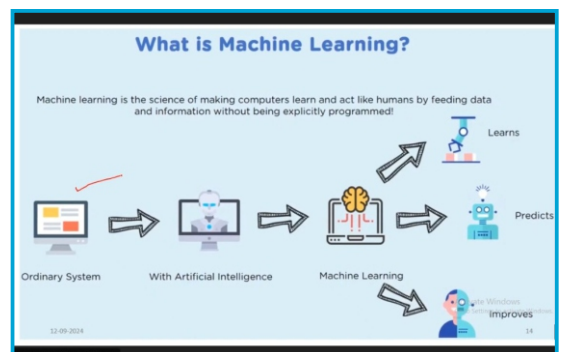 What is Machine Learning?
Machine learning is the science of making computers learn and act like humans by feeding data
and information without being explicitly programmed!
Learns
Predicts
Ordinary System
With Artificial Intelligence
Machine Learning
Windows
Improves
12-09-2024
14